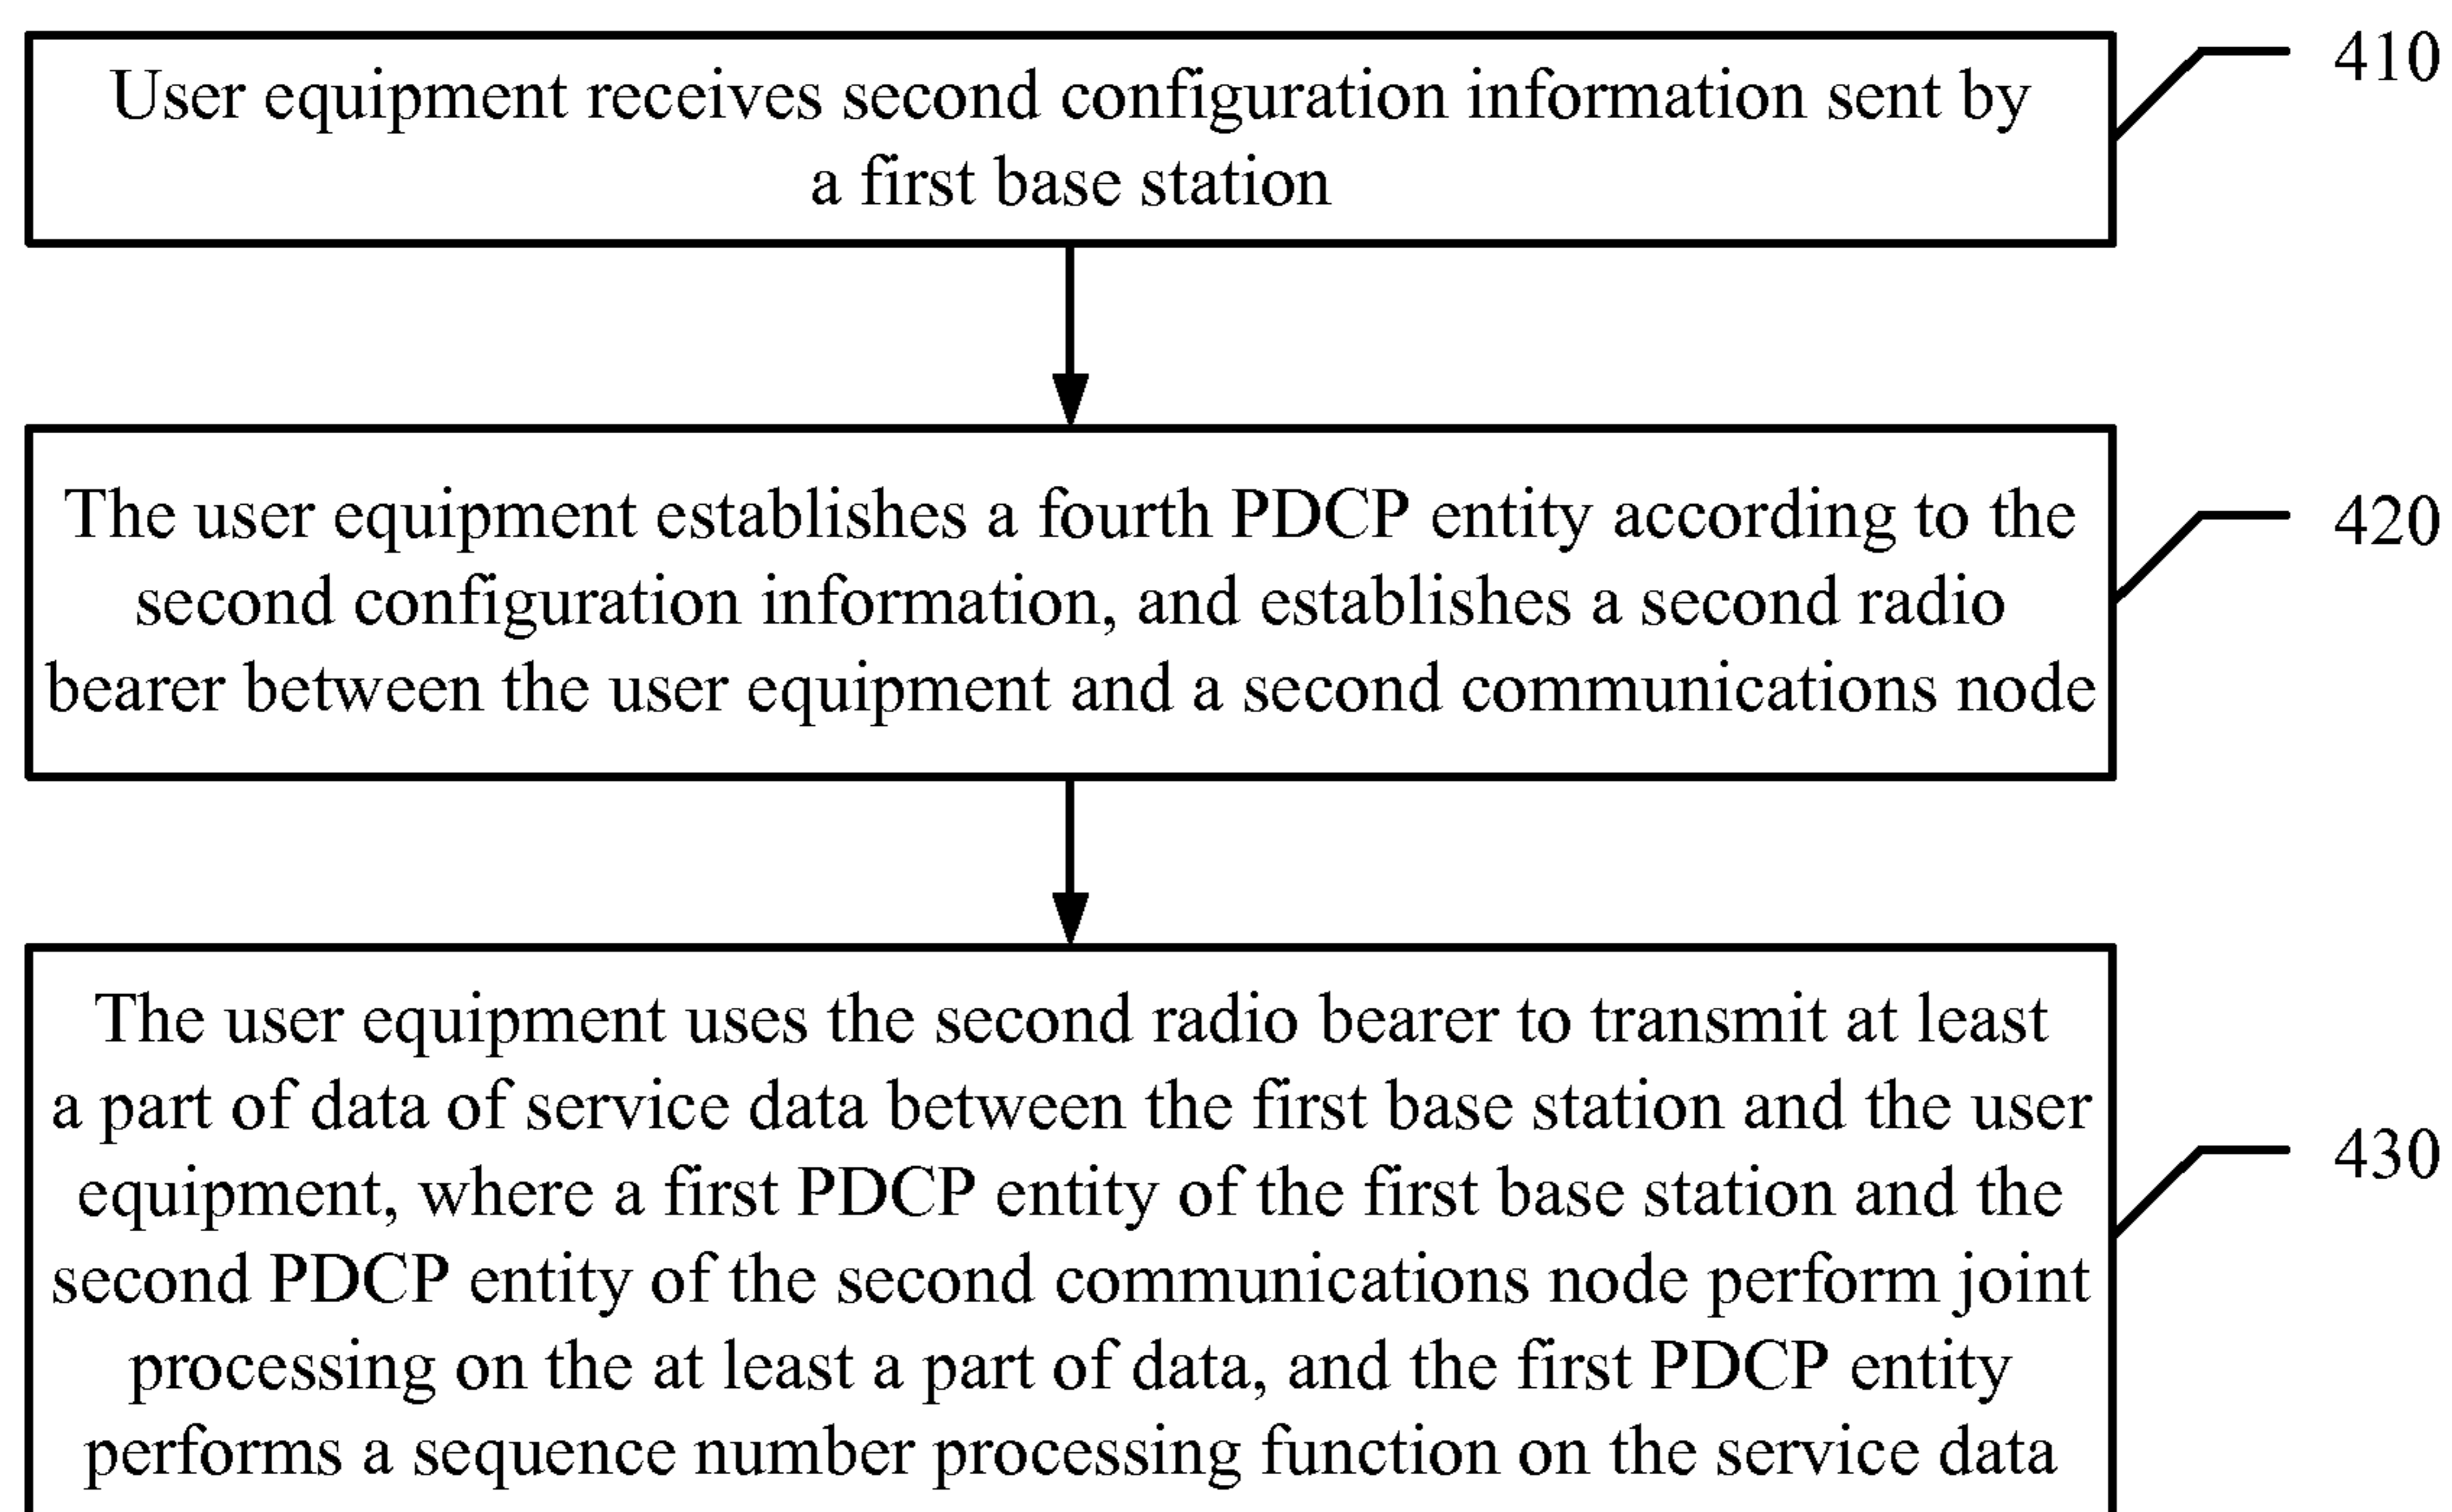 User equipment receives second configuration information sent by
a first base station
410
The user equipment establishes a fourth PDCP entity according to the
second configuration information, and establishes a second radio
bearer between the user equipment and a second communications node
420
The user equipment uses the second radio bearer to transmit at least
a part of data of service data between the first base station and the user
equipment, where a first PDCP entity of the first base station and the
second PDCP entity of the second communications node perform joint
processing on the at least a part of data, and the first PDCP entity
performs a sequence number processing function on the service data
430